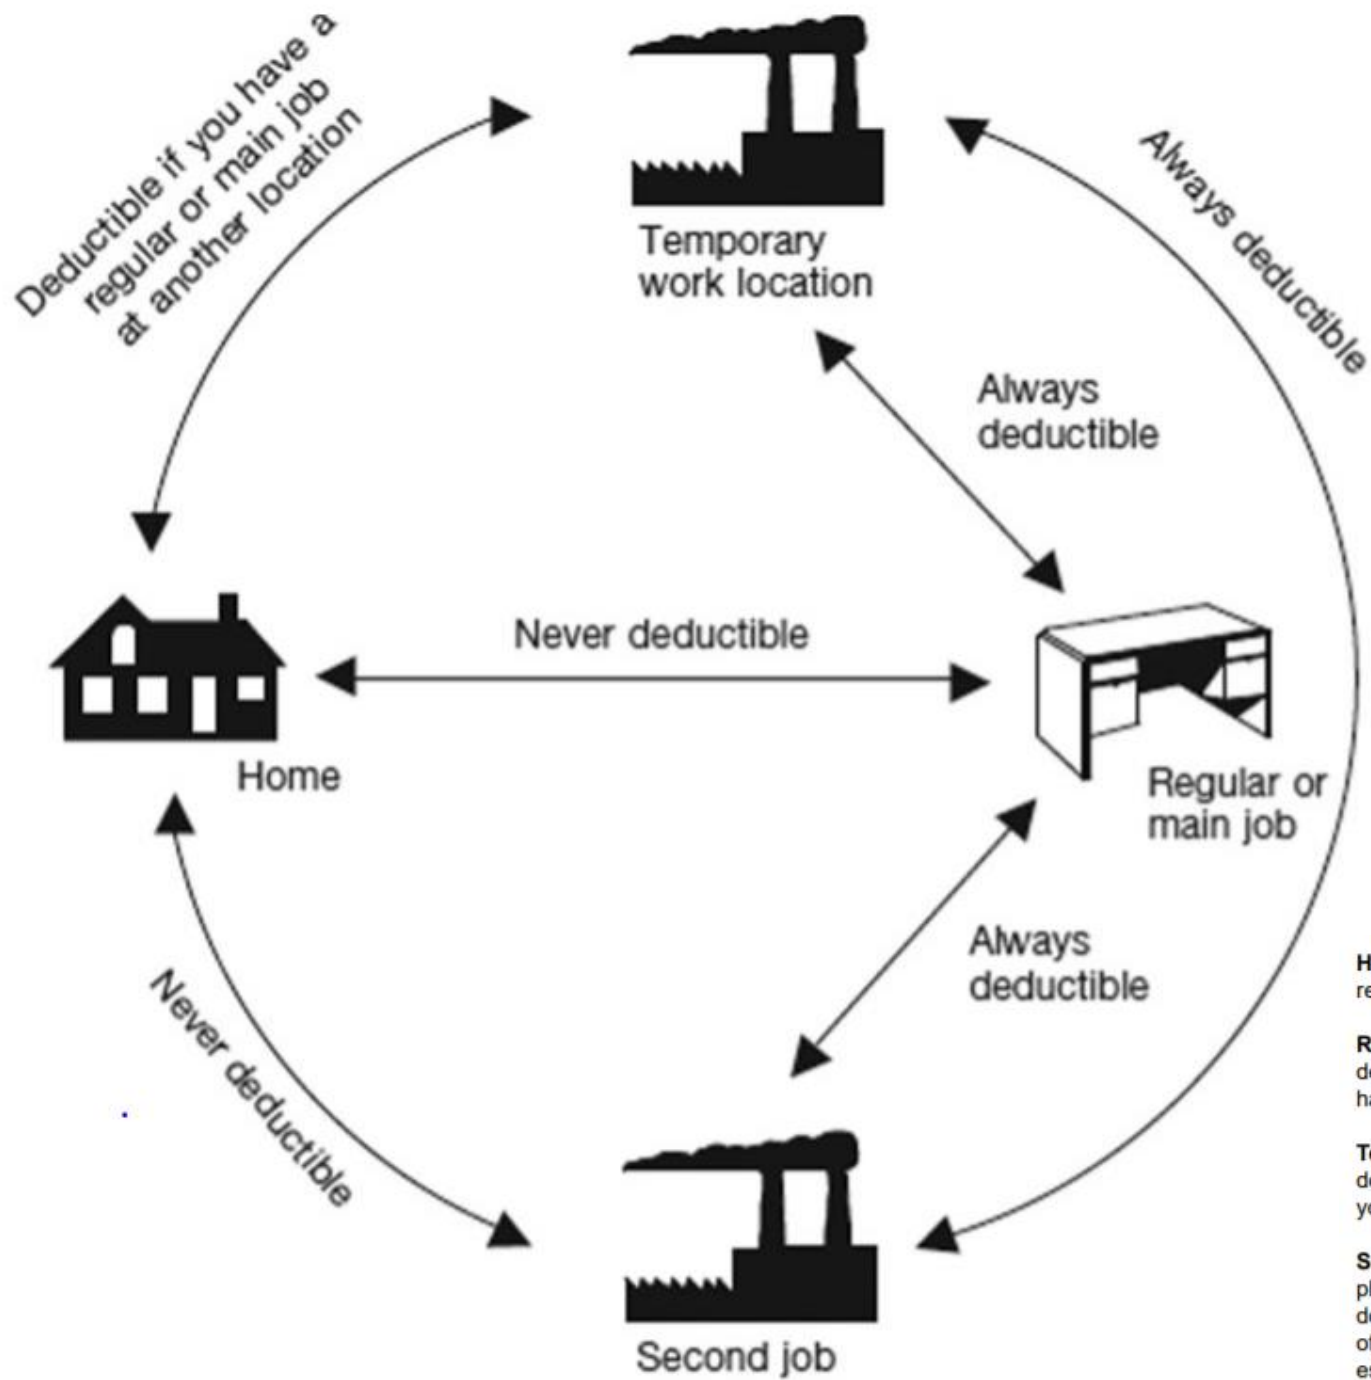 Deductible if you have a
regular or main job
at another location
Temporary
work location
Always deductible
Always
deductible
Never deductible
Home
Regular or
main job
Always
deductible
Never deductible
Second job